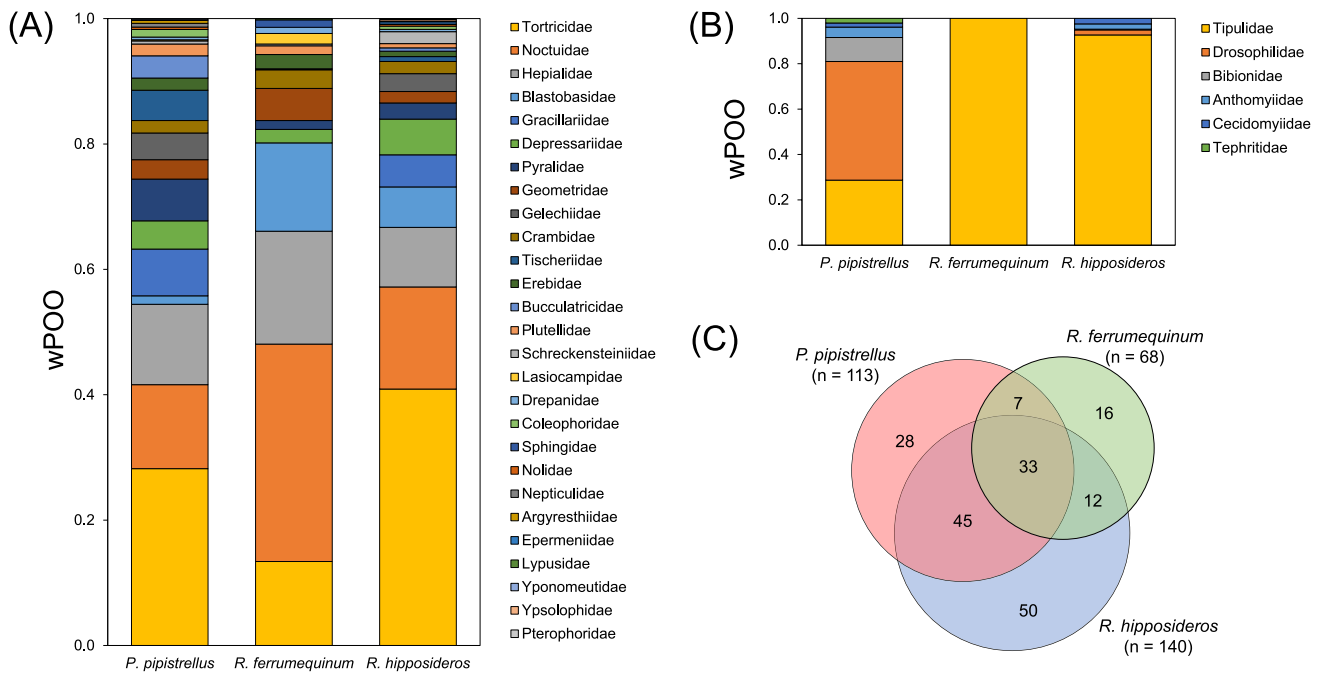 (A)
wPOO
1.0
0.8
0.6
0.4
0.2
0.0
P. pipistrellus R. ferrumequinum R. hipposideros
Tortricidae
Noctuidae
Hepialidae
Blastobasidae
Gracillariidae
Depressariidae
Pyralidae
Geometridae
Gelechiidae
Crambidae
Tischeriidae
Erebidae
Bucculatricidae
Plutellidae
Schreckensteiniidae
Lasiocampidae
Drepanidae
Coleophoridae
Sphingidae
Nolidae
Nepticulidae
Argyresthiidae
Epermeniidae
Lypusidae
Yponomeutidae
Ypsolophidae
Pterophoridae
(B)
wPOO
1.0
0.8
0.6
0.4
0.2
0.0
P. pipistrellus R. ferrumequinum R. hipposideros
Tipulidae
Drosophilidae
Bibionidae
Anthomyiidae
Cecidomyiidae
Tephritidae
(C)
P. pipistrellus
(n = 113)
R. ferrumequinum
(n = 68)
7
16
28
33
12
45
50
R. hipposideros
(n = 140)